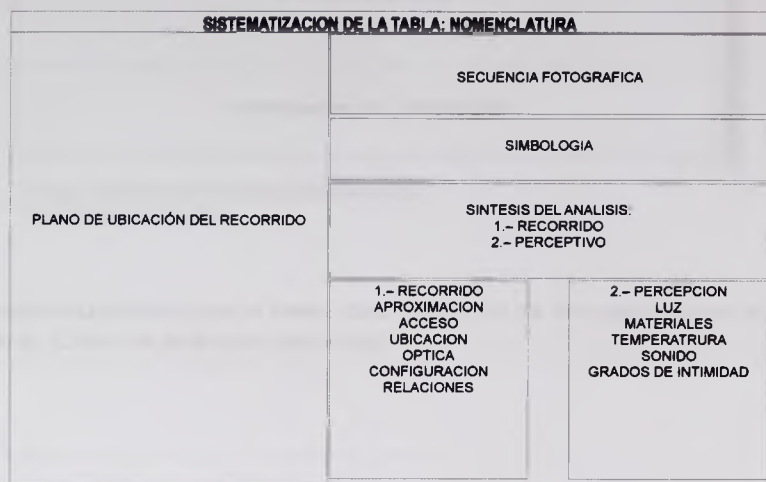 SISTEMATIZACION DE LA TABLA: NOMENCLATURA
PLANO DE UBICACIÓN DEL RECORRIDO
SECUENCIA FOTOGRAFICA
SIMBOLOGIA
SINTESIS DEL ANALISIS:
1.– RECORRIDO
2.– PERCEPTIVO
1.– RECORRIDO
APROXIMACION
ACCESO
UBICACION
OPTICA
CONFIGURACION
RELACIONES
2.– PERCEPCION
LUZ
MATERIALES
TEMPERATRURA
SONIDO
GRADOS DE INTIMIDAD